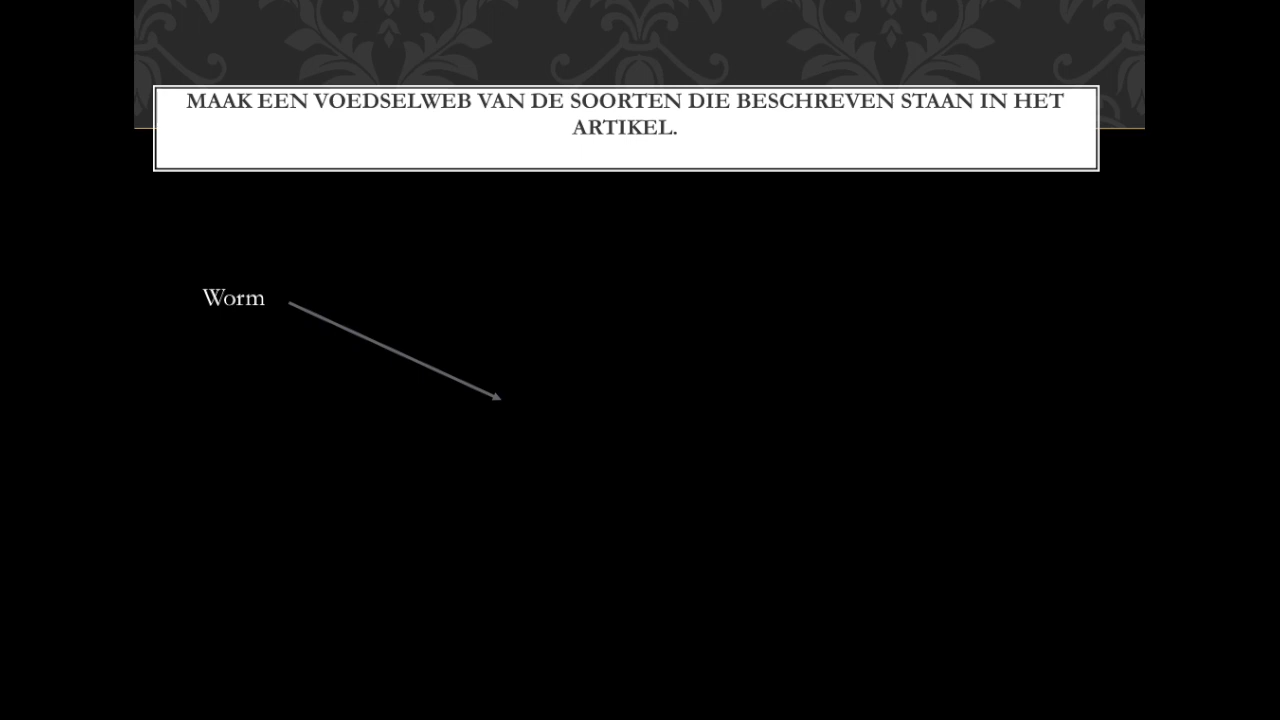 MAAK EEN VOEDSELWEB VAN DE SOORTEN DIE BESCHREVEN STAAN IN HET
ARTIKEL.
Worm